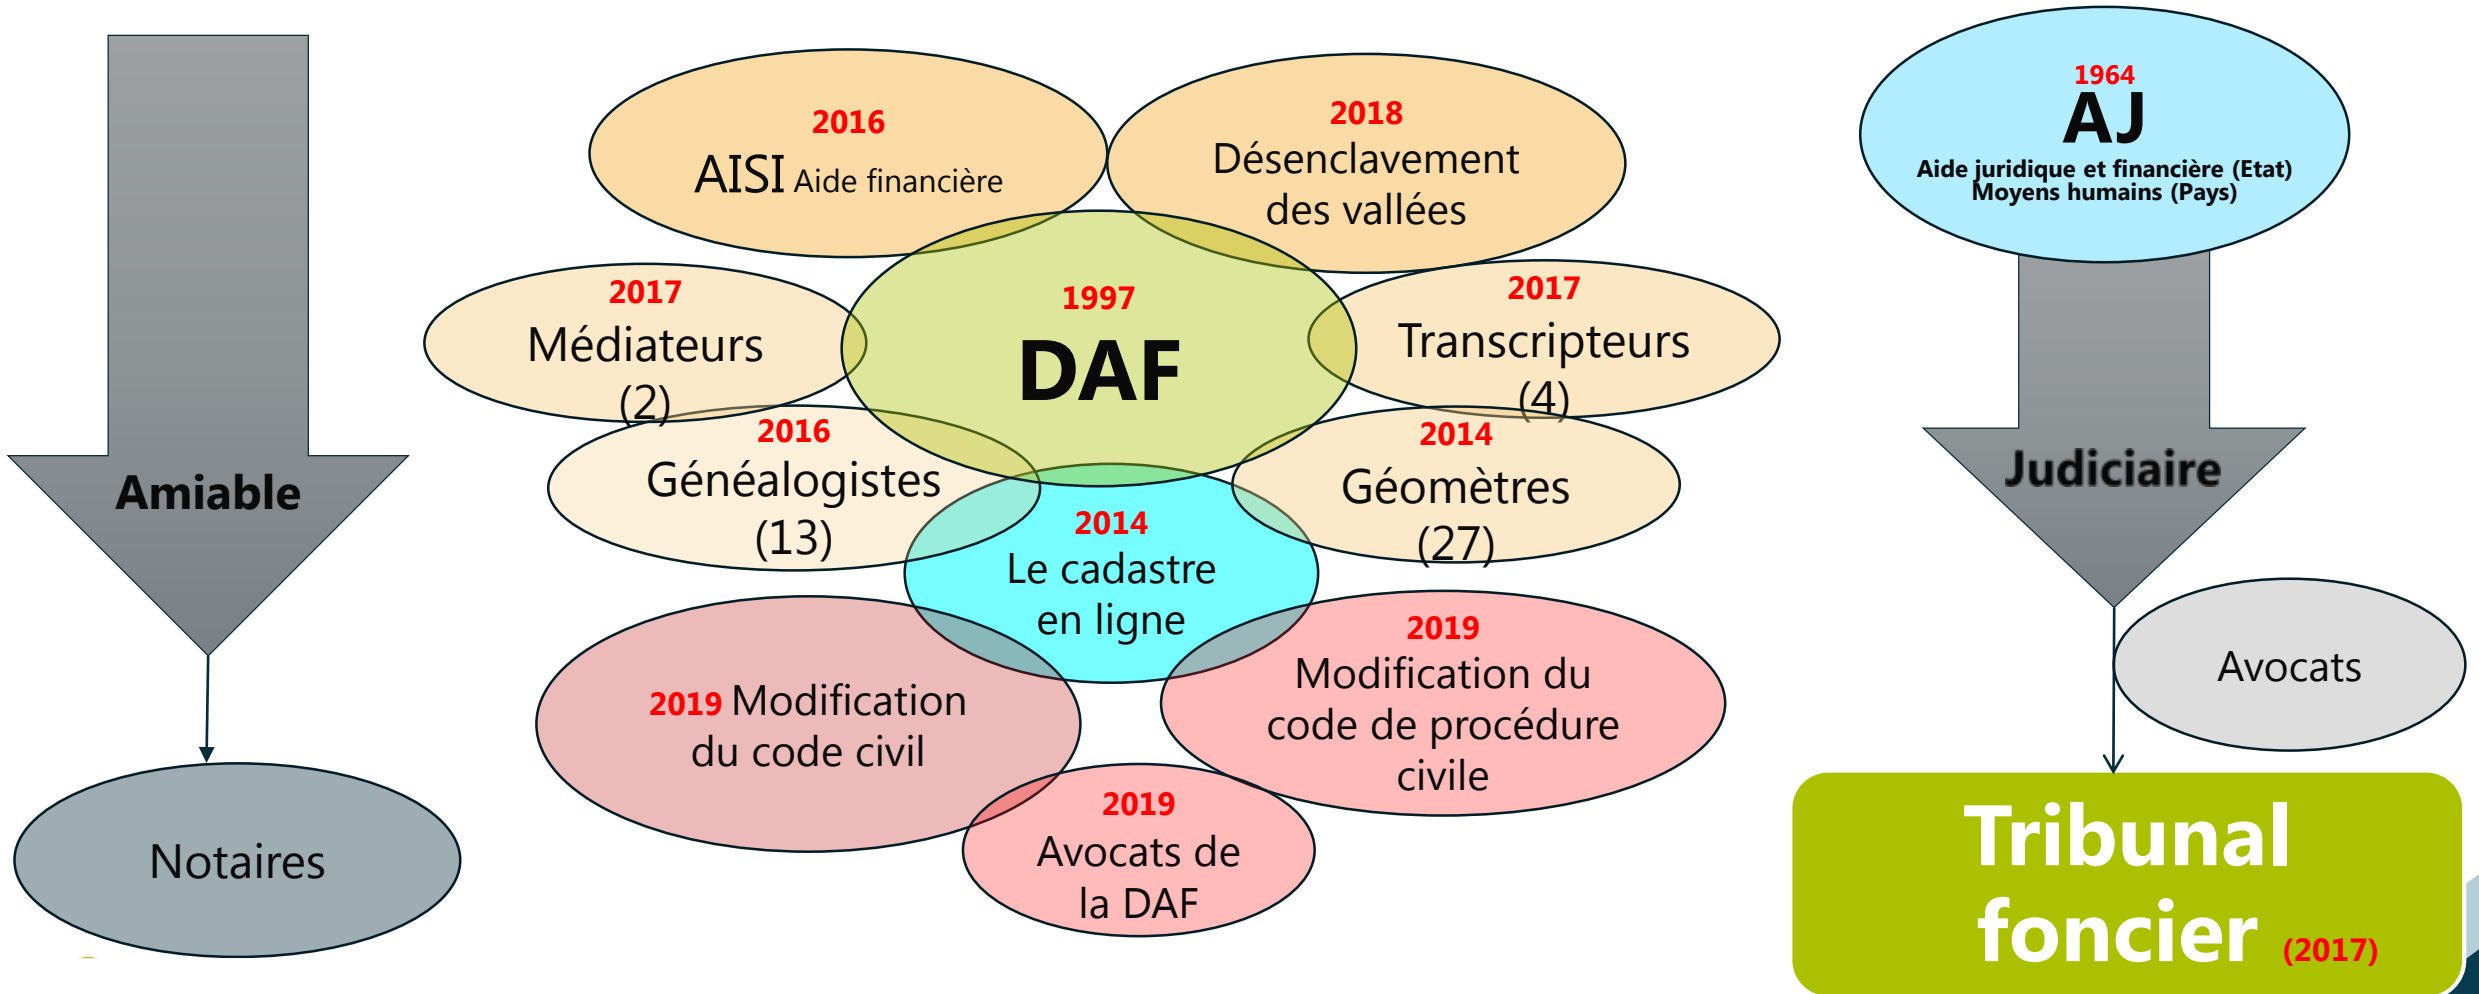 Amiable
Notaires
2016
AISI Aide financière
2018
Désenclavement
des vallées
2017
Médiateurs
(2)
1997
DAF
2017
Transcripteurs
(4)
2016
Généalogistes
(13)
2014
Géomètres
(27)
2014
Le cadastre
en ligne
2019 Modification
du code civil
2019
Modification du
code de procédure
civile
2019
Avocats de
la DAF
1964
AJ
Aide juridique et financière (Etat)
Moyens humains (Pays)
Judiciaire
Avocats
Tribunal
foncier (2017)